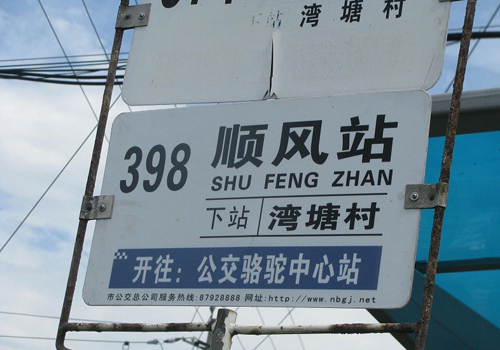 下站 湾塘村
398 顺风站
SHU FENG ZHAN
下站 湾塘村
开往：公交骆驼中心站
市公交总公司服务热线:87928888 网址:http://www.nbgj.net